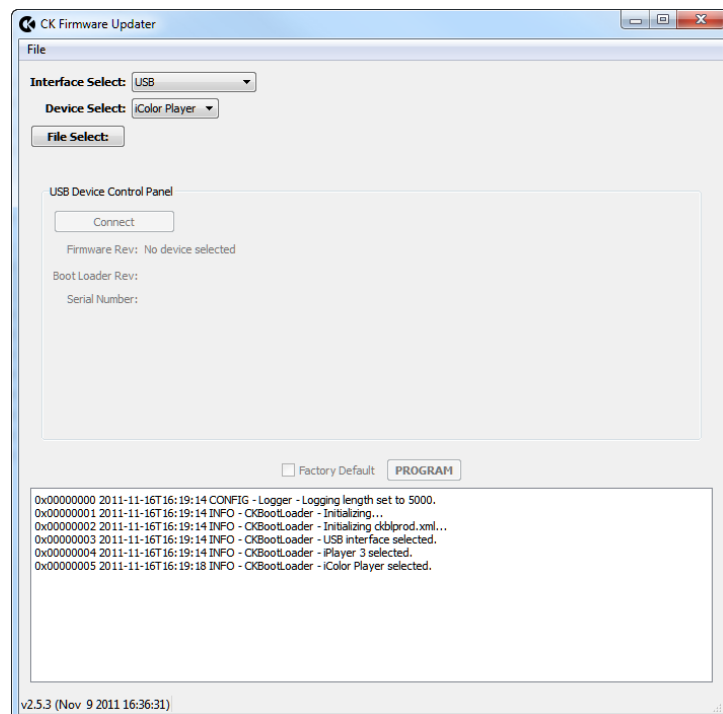 CK Firmware Updater
File
Interface Select: USB
Device Select: iColor Player
File Select:
USB Device Control Panel
Connect
Firmware Rev: No device selected
Boot Loader Rev:
Serial Number:
Factory Default PROGRAM
0x00000000 2011-11-16T16:19:14 CONFIG - Logger - Logging length set to 5000.
0x00000001 2011-11-16T16:19:14 INFO - CKBootLoader - Initializing...
0x00000002 2011-11-16T16:19:14 INFO - CKBootLoader - Initializing ckblprod.xml...
0x00000003 2011-11-16T16:19:14 INFO - CKBootLoader - USB interface selected.
0x00000004 2011-11-16T16:19:14 INFO - CKBootLoader - iPlayer 3 selected.
0x00000005 2011-11-16T16:19:18 INFO - CKBootLoader - iColor Player selected.
v2.5.3 (Nov 9 2011 16:36:31)